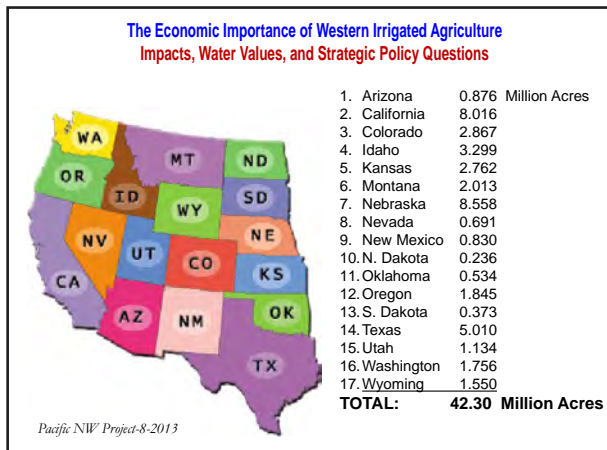 The Economic Importance of Western Irrigated Agriculture
Impacts, Water Values, and Strategic Policy Questions
1. Arizona 0.876 Million Acres
2. California 8.016
3. Colorado 2.867
4. Idaho 3.299
5. Kansas 2.762
6. Montana 2.013
7. Nebraska 8.558
8. Nevada 0.691
9. New Mexico 0.830
10. N. Dakota 0.236
11. Oklahoma 0.534
12. Oregon 1.845
13. S. Dakota 0.373
14. Texas 5.010
15. Utah 1.134
16. Washington 1.756
17. Wyoming 1.550
TOTAL: 42.30 Million Acres
WA
MT
ND
OR
ID
SD
WY
NE
NV
UT
CO
KS
CA
AZ
NM
OK
TX
Pacific NW Project-8-2013